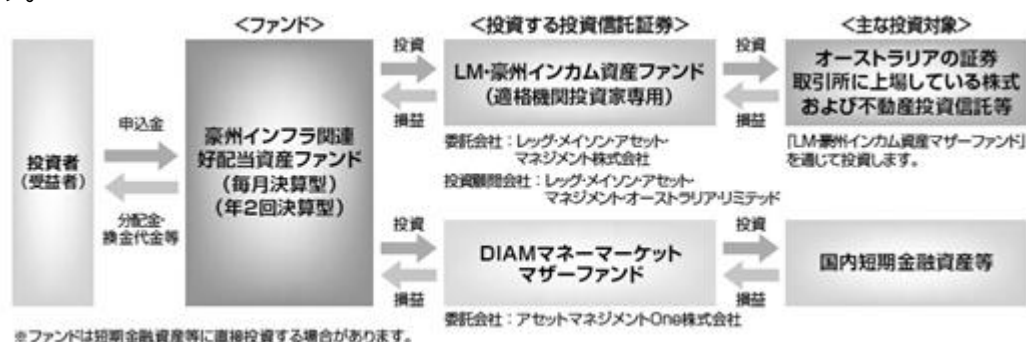 す。
<ファンド>
<投資する投資信託証券>
<主な投資対象>
投資者
(受益者)
申込金
分配金・
換金代金等
豪州インフラ関連
好配当資産ファンド
(毎月決算型)
(年2回決算型)
投資
損益
LM・豪州インカム資産ファンド
(適格機関投資家専用)
委託会社:レッグ・メイソン・アセット・
マネジメント株式会社
投資顧問会社:レッグ・メイソン・アセット・
マネジメント・オーストラリア・リミテッド
投資
損益
オーストラリアの証券
取引所に上場している株式
および不動産投資信託等
「LM・豪州インカム資産マザーファンド」
を通じて投資します。
投資
損益
DIAMマネーマーケット
マザーファンド
委託会社:アセットマネジメントOne株式会社
投資
損益
国内短期金融資産等
※ファンドは短期金融資産等に直接投資する場合があります。